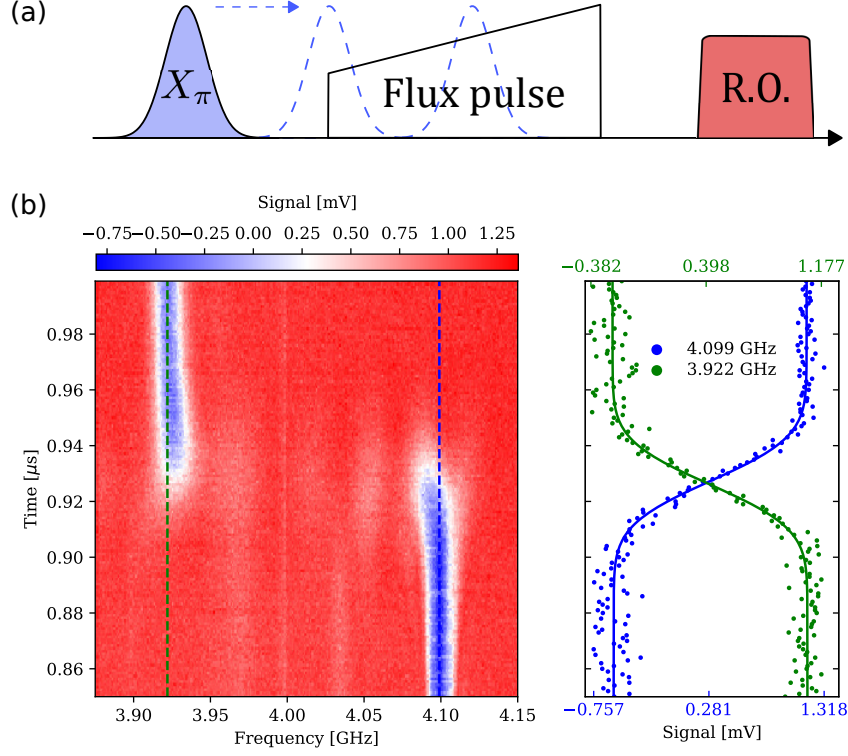 (a)
Xπ
Flux pulse
R.O.
(b)
Signal [mV]
−0.75 −0.50 −0.25 0.00 0.25 0.50 0.75 1.00 1.25
−0.382 0.398 1.177
0.98
0.96
0.94
0.92
0.90
0.88
0.86
Time [μs]
4.099 GHz
3.922 GHz
3.90 3.95 4.00 4.05 4.10 4.15
Frequency [GHz]
−0.757 0.281 1.318
Signal [mV]